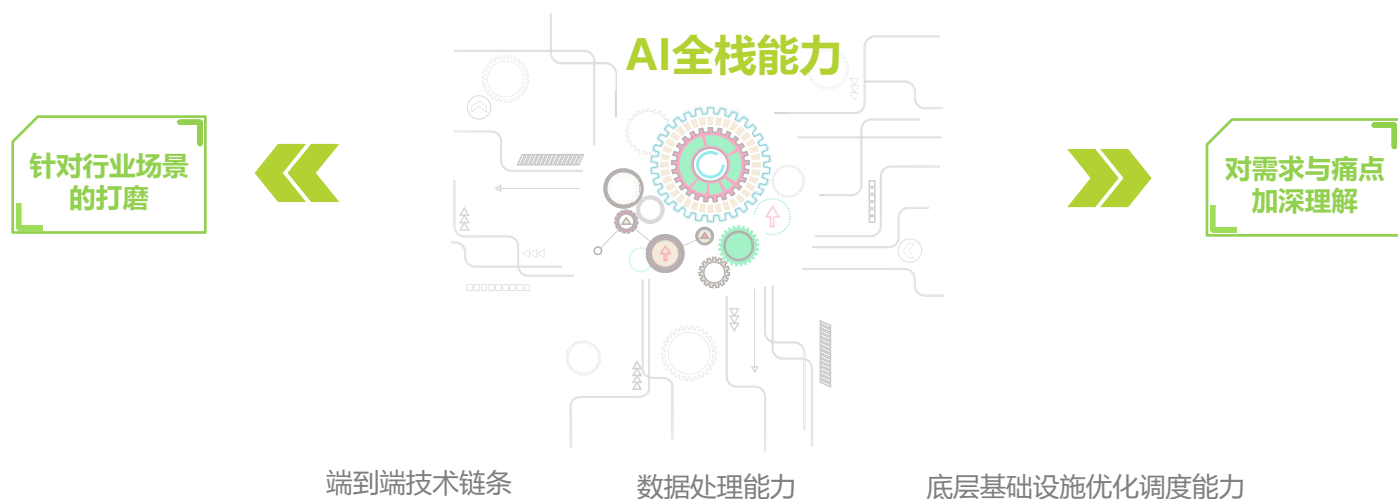 AI全栈能力
针对行业场景
的打磨
对需求与痛点
加深理解
端到端技术链条
数据处理能力
底层基础设施优化调度能力